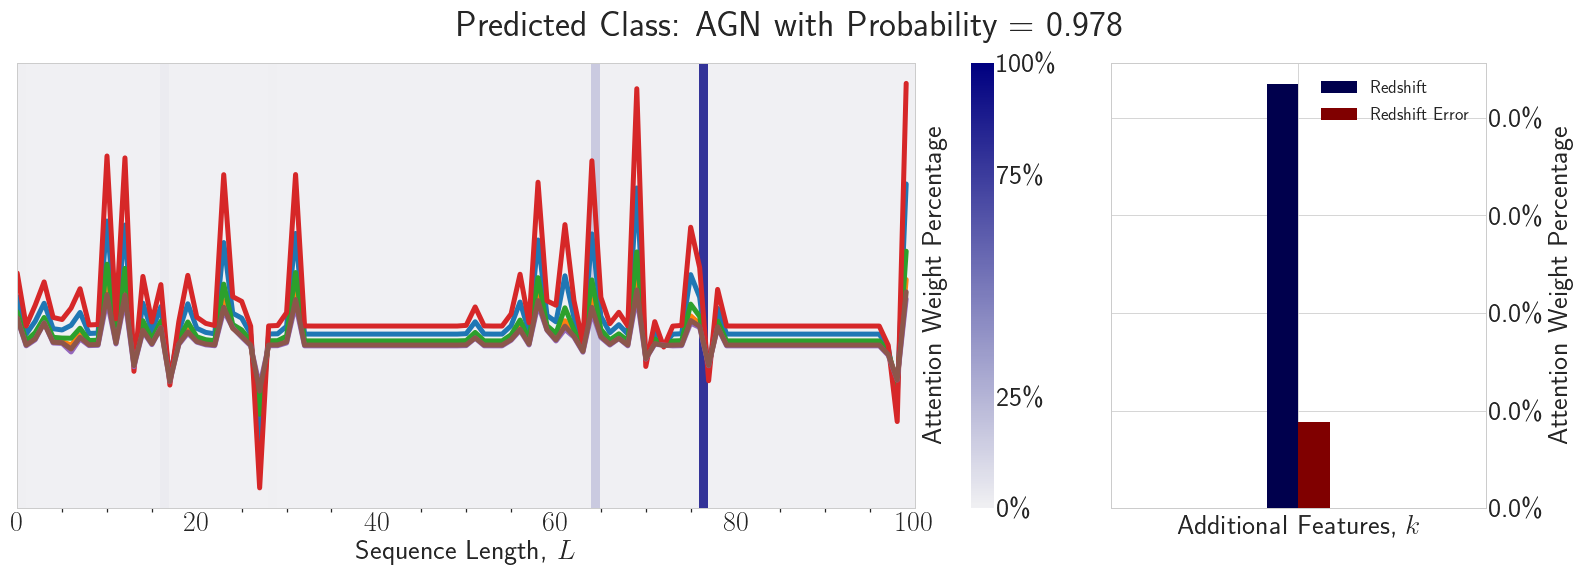 Predicted Class: AGN with Probability = 0.978
100%
75%
25%
0%
Attention Weight Percentage
0 20 40 60 80 100
Sequence Length, L
Redshift
Redshift Error
0.0%
0.0%
0.0%
0.0%
0.0%
Attention Weight Percentage
Additional Features, k